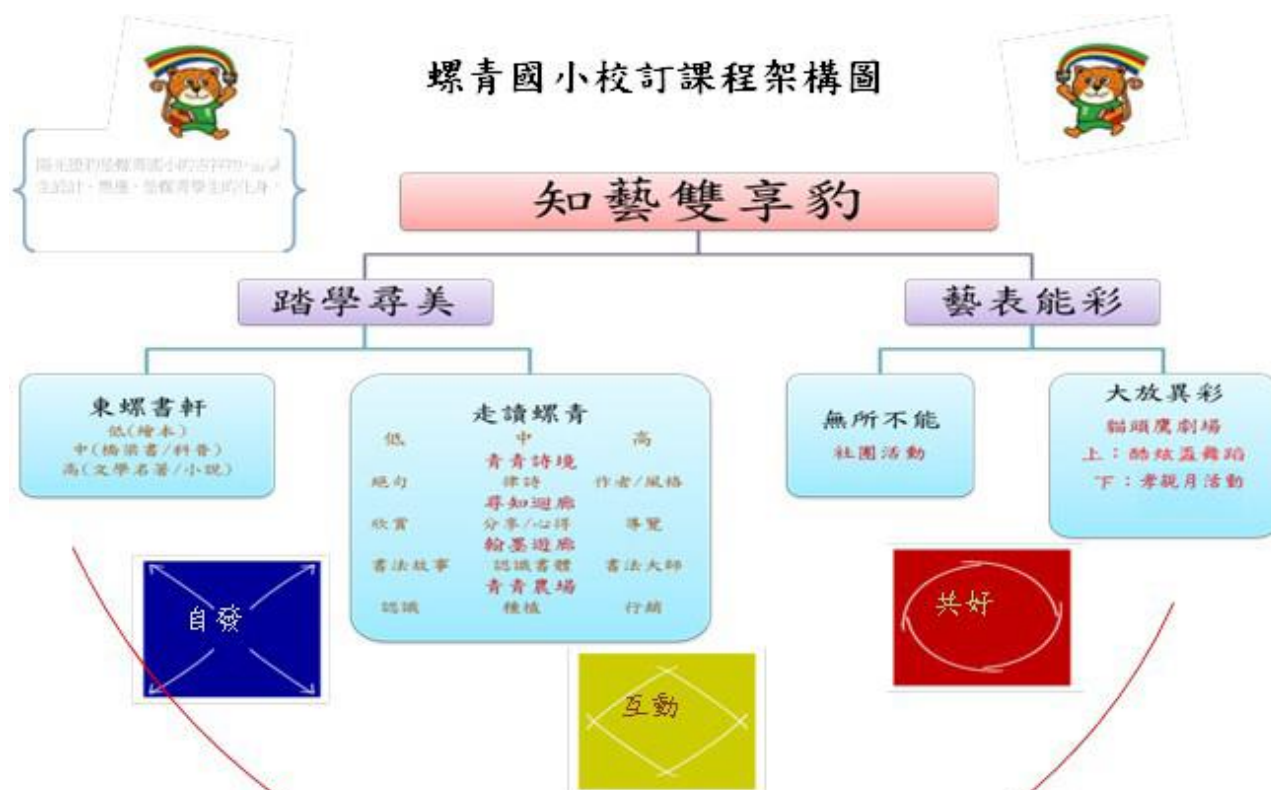 螺青國小校訂課程架構圖
知藝雙享豹
踏學尋美
藝表能彩
東螺書軒
低(繪本)
中(橋梁書/科普)
高(文學名著/小說)
走讀螺青
低 中 高
青青詩境
絕句 律詩 作者/風格
尋知迴廊
欣賞 分享/心得 導覽
翰墨遊廊
書法故事 認識書體 書法大師
青青農場
認識 種植 行銷
無所不能
社團活動
大放異彩
貓頭鷹劇場
上:酷炫盃舞蹈
下:孝親月活動
自發
互動
共好